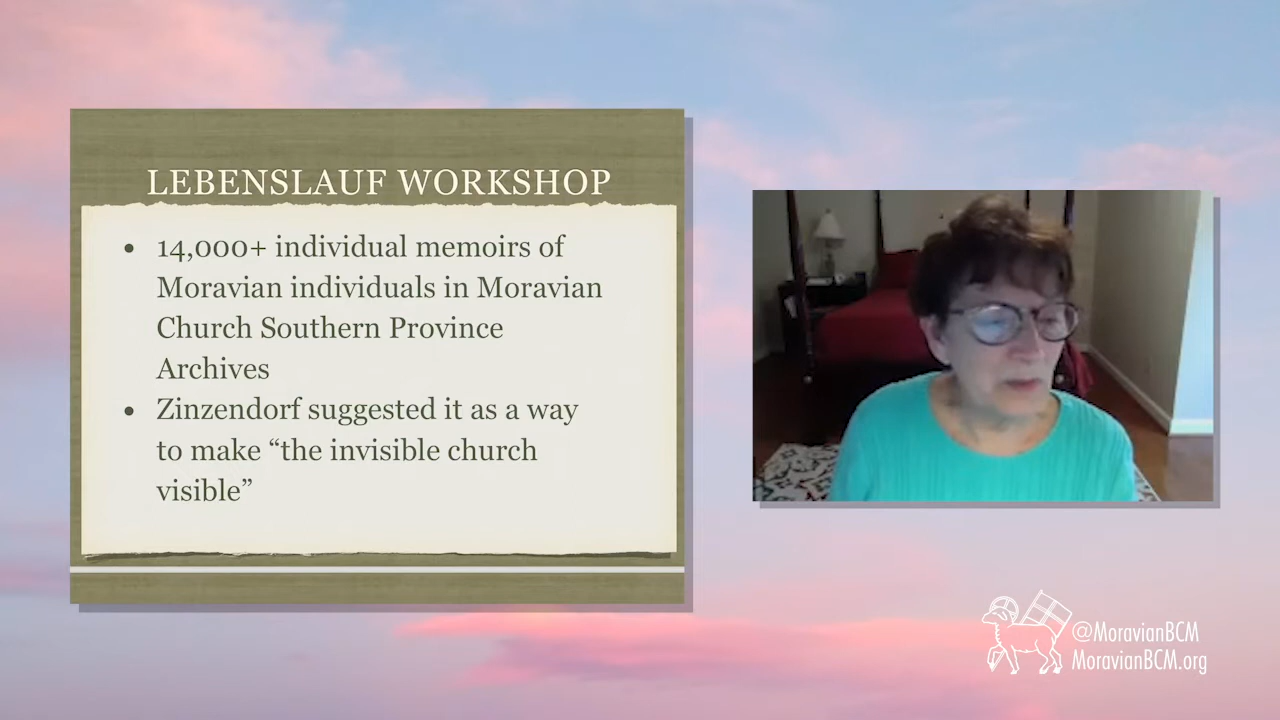 LEBENSLAUF WORKSHOP
• 14,000+ individual memoirs of
Moravian individuals in Moravian
Church Southern Province
Archives
• Zinzendorf suggested it as a way
to make “the invisible church
visible”
@MoravianBCM
MoravianBCM.org